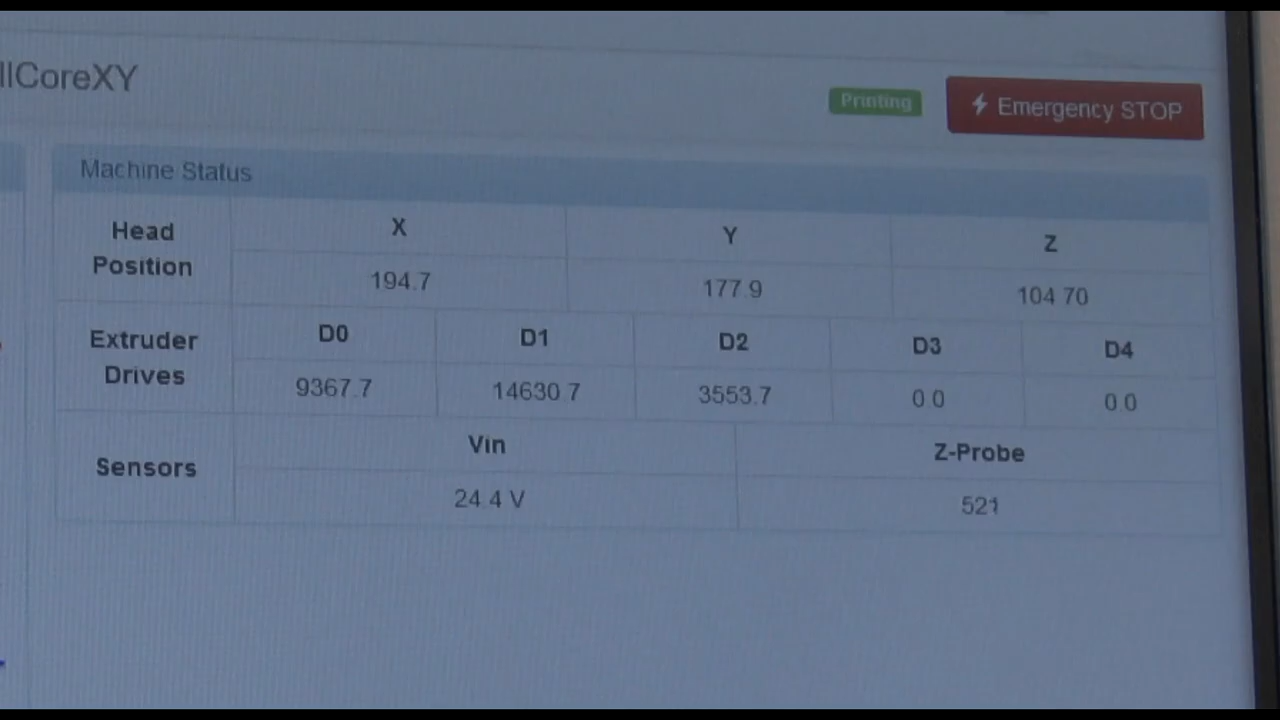 llCoreXY
Printing
Emergency STOP
Machine Status
Head Position
X Y Z
194.7 177.9 104.70
Extruder Drives
D0 D1 D2 D3 D4
9367.7 14630.7 3553.7 0.0 0.0
Sensors
Vin Z-Probe
24.4 V 521